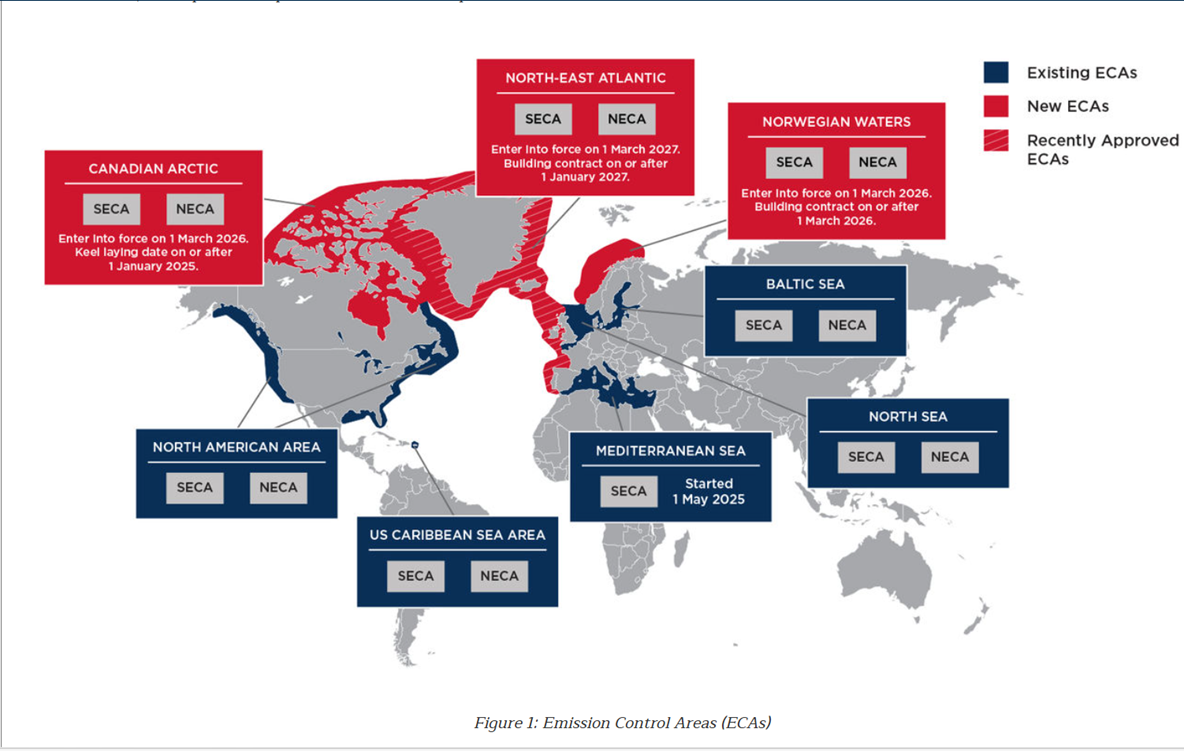 NORTH-EAST ATLANTIC
SECA NECA
Enter into force on 1 March 2027.
Building contract on or after
1 January 2027.
Existing ECAs
New ECAs
Recently Approved
ECAs
NORWEGIAN WATERS
SECA NECA
Enter into force on 1 March 2026.
Building contract on or after
1 March 2026.
CANADIAN ARCTIC
SECA NECA
Enter into force on 1 March 2026.
Keel laying date on or after
1 January 2025.
BALTIC SEA
SECA NECA
NORTH SEA
SECA NECA
NORTH AMERICAN AREA
SECA NECA
MEDITERRANEAN SEA
SECA
Started
1 May 2025
US CARIBBEAN SEA AREA
SECA NECA
Figure 1: Emission Control Areas (ECAs)